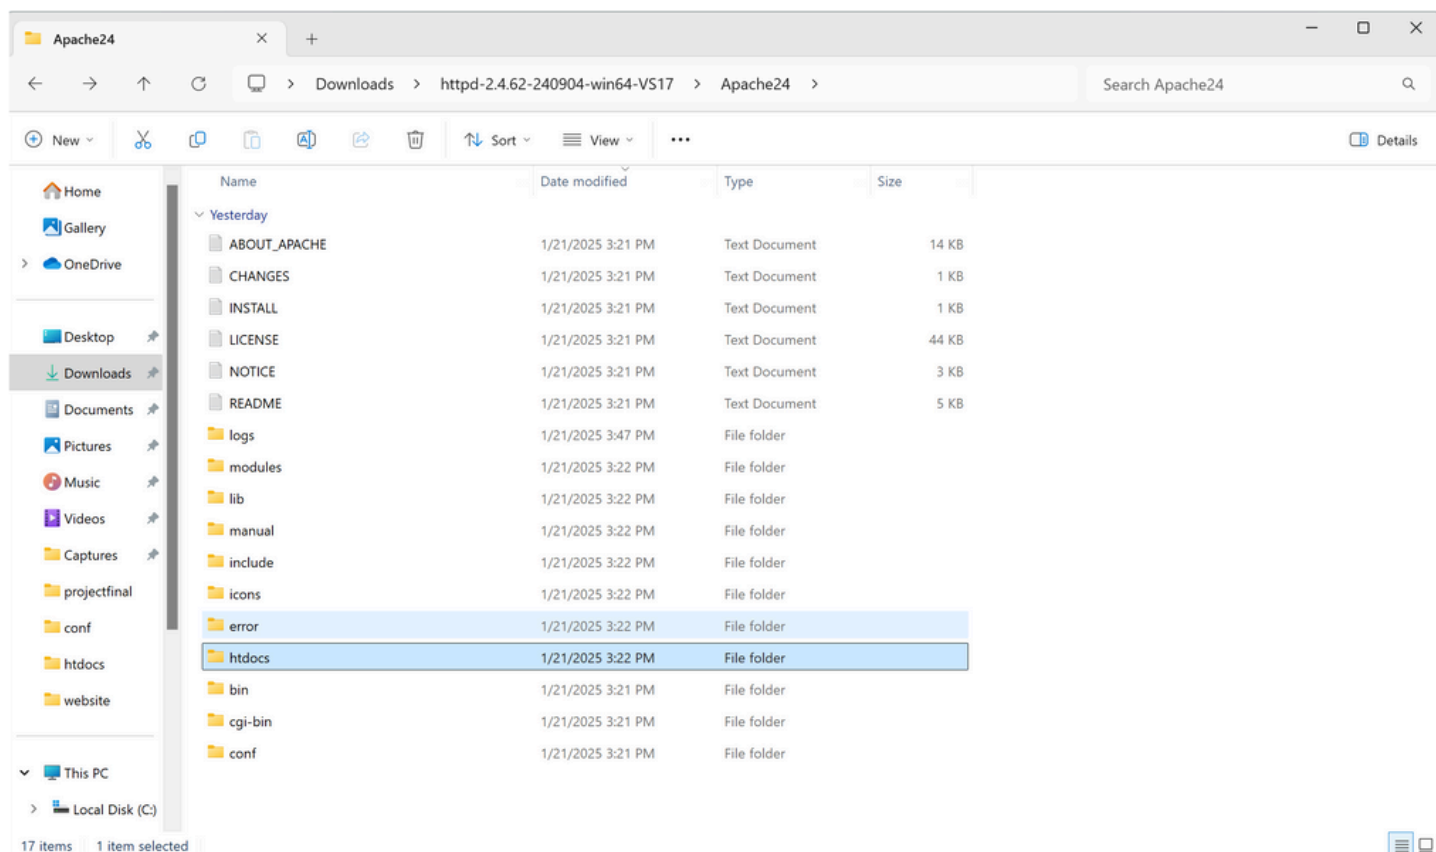 Apache24
Downloads > httpd-2.4.62-240904-win64-VS17 > Apache24 >
Search Apache24
New Sort View ... Details
Home
Gallery
OneDrive
Desktop
Downloads
Documents
Pictures
Music
Videos
Captures
projectfinal
conf
htdocs
website
This PC
Local Disk (C:)
Name Date modified Type Size
Yesterday
ABOUT_APACHE 1/21/2025 3:21 PM Text Document 14 KB
CHANGES 1/21/2025 3:21 PM Text Document 1 KB
INSTALL 1/21/2025 3:21 PM Text Document 1 KB
LICENSE 1/21/2025 3:21 PM Text Document 44 KB
NOTICE 1/21/2025 3:21 PM Text Document 3 KB
README 1/21/2025 3:21 PM Text Document 5 KB
logs 1/21/2025 3:47 PM File folder
modules 1/21/2025 3:22 PM File folder
lib 1/21/2025 3:22 PM File folder
manual 1/21/2025 3:22 PM File folder
include 1/21/2025 3:22 PM File folder
icons 1/21/2025 3:22 PM File folder
error 1/21/2025 3:22 PM File folder
htdocs 1/21/2025 3:22 PM File folder
bin 1/21/2025 3:21 PM File folder
cgi-bin 1/21/2025 3:21 PM File folder
conf 1/21/2025 3:21 PM File folder
17 items 1 item selected